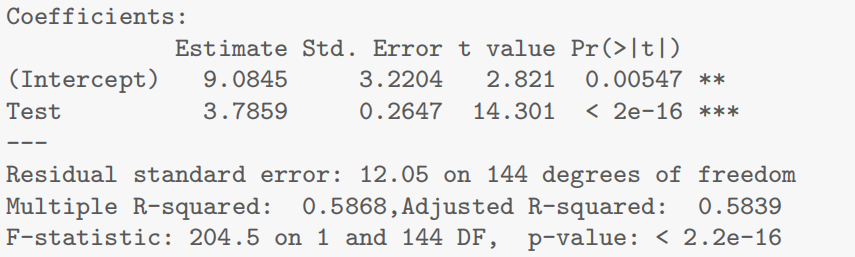 Coefficients:
Estimate Std. Error t value Pr(>|t|)
(Intercept) 9.0845 3.2204 2.821 0.00547 **
Test 3.7859 0.2647 14.301 < 2e-16 ***
---
Residual standard error: 12.05 on 144 degrees of freedom
Multiple R-squared: 0.5868,Adjusted R-squared: 0.5839
F-statistic: 204.5 on 1 and 144 DF, p-value: < 2.2e-16